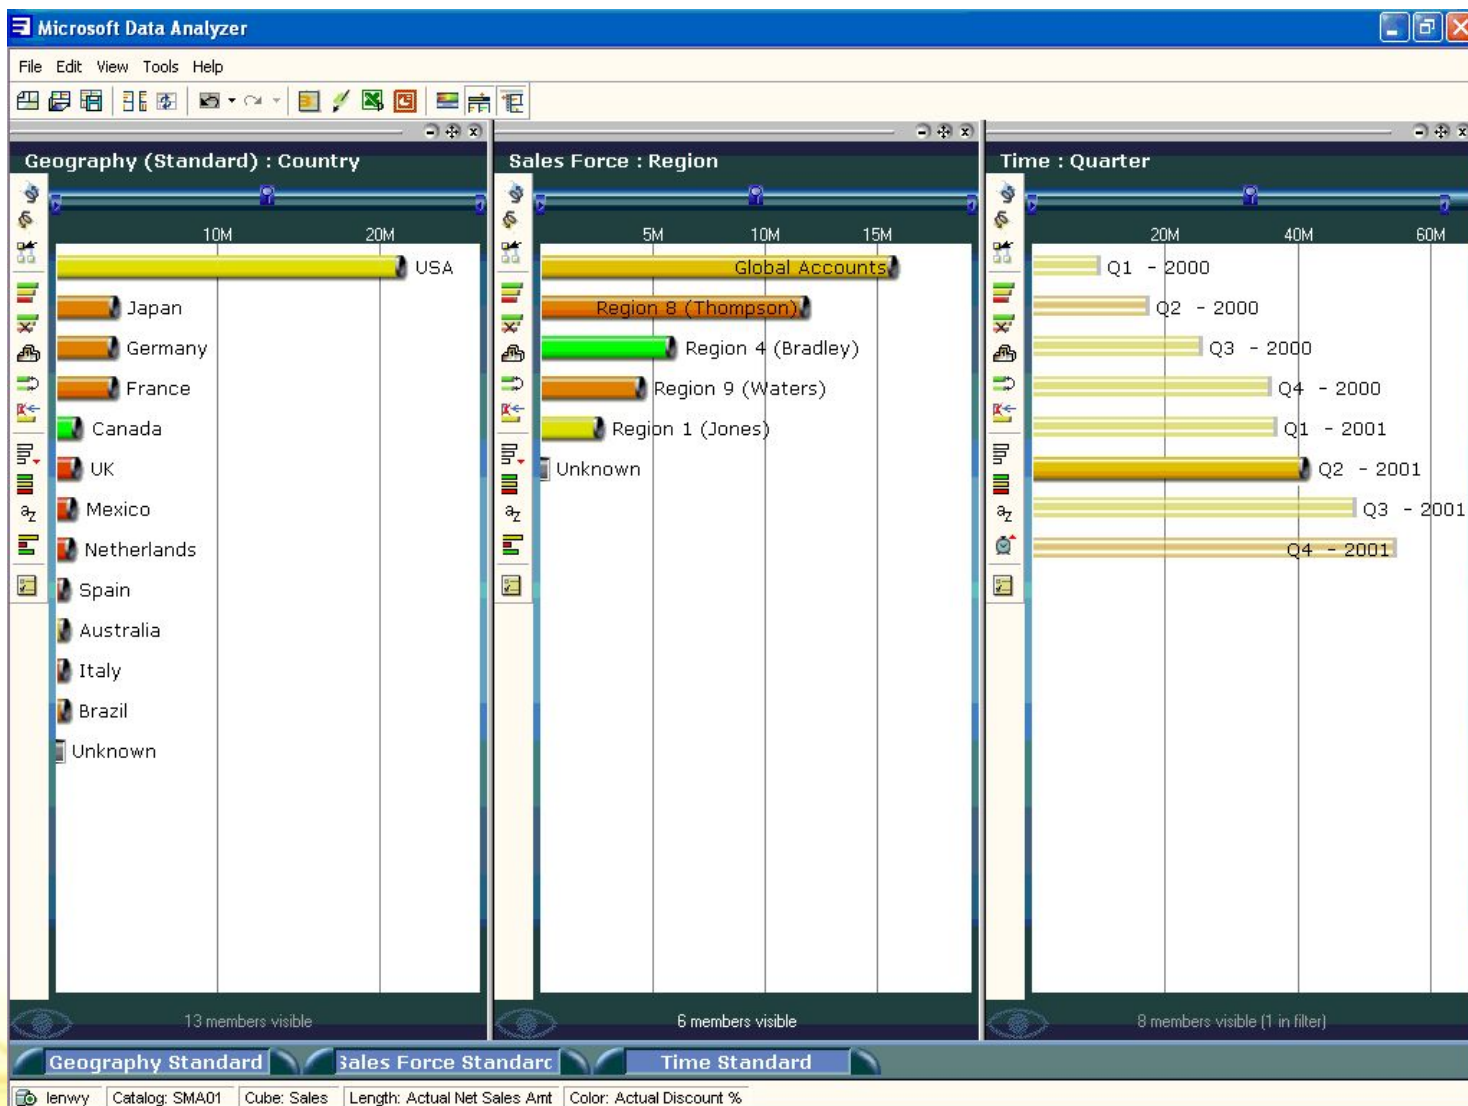 Microsoft Data Analyzer
File Edit View Tools Help
Geography (Standard) : Country
10M 20M
USA
Japan
Germany
France
Canada
UK
Mexico
Netherlands
Spain
Australia
Italy
Brazil
Unknown
13 members visible
Sales Force : Region
5M 10M 15M
Global Accounts
Region 8 (Thompson)
Region 4 (Bradley)
Region 9 (Waters)
Region 1 (Jones)
Unknown
6 members visible
Time : Quarter
20M 40M 60M
Q1 - 2000
Q2 - 2000
Q3 - 2000
Q4 - 2000
Q1 - 2001
Q2 - 2001
Q3 - 2001
Q4 - 2001
8 members visible (1 in filter)
Geography Standard Sales Force Standard Time Standard
lenwy Catalog: SMA01 Cube: Sales Length: Actual Net Sales Amt Color: Actual Discount %